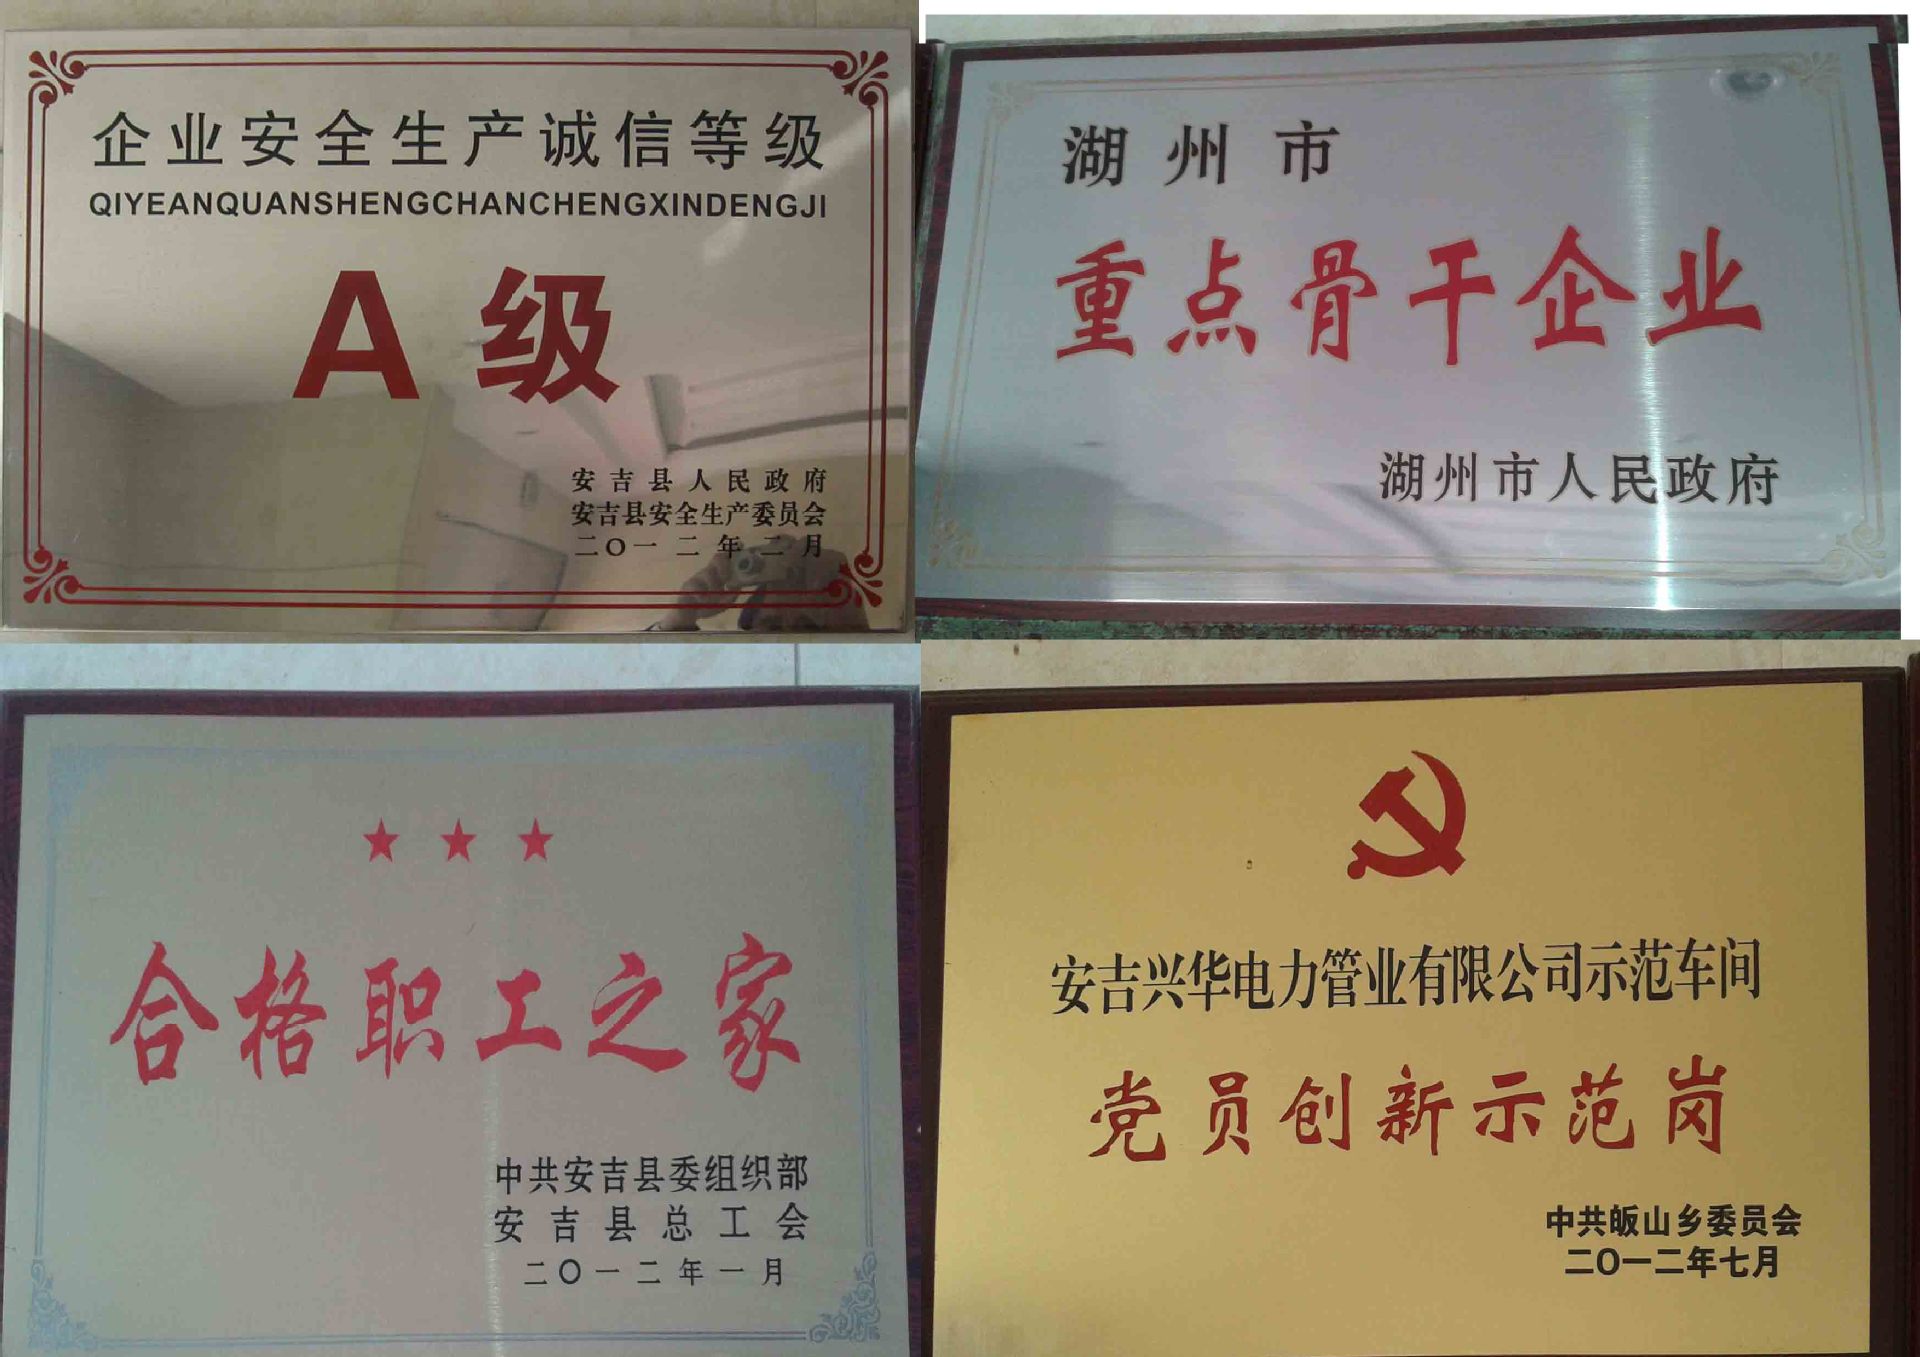 企业安全生产诚信等级
QIYEANQUANSHENGCHANCHENGXINDENGJI
A级
安吉县人民政府
安吉县安全生产委员会
二〇一二年二月
湖州市
重点骨干企业
湖州市人民政府
合格职工之家
中共安吉县委组织部
安吉县总工会
二〇一二年一月
安吉兴华电力管业有限公司示范车间
党员创新示范岗
中共皈山乡委员会
二〇一二年七月